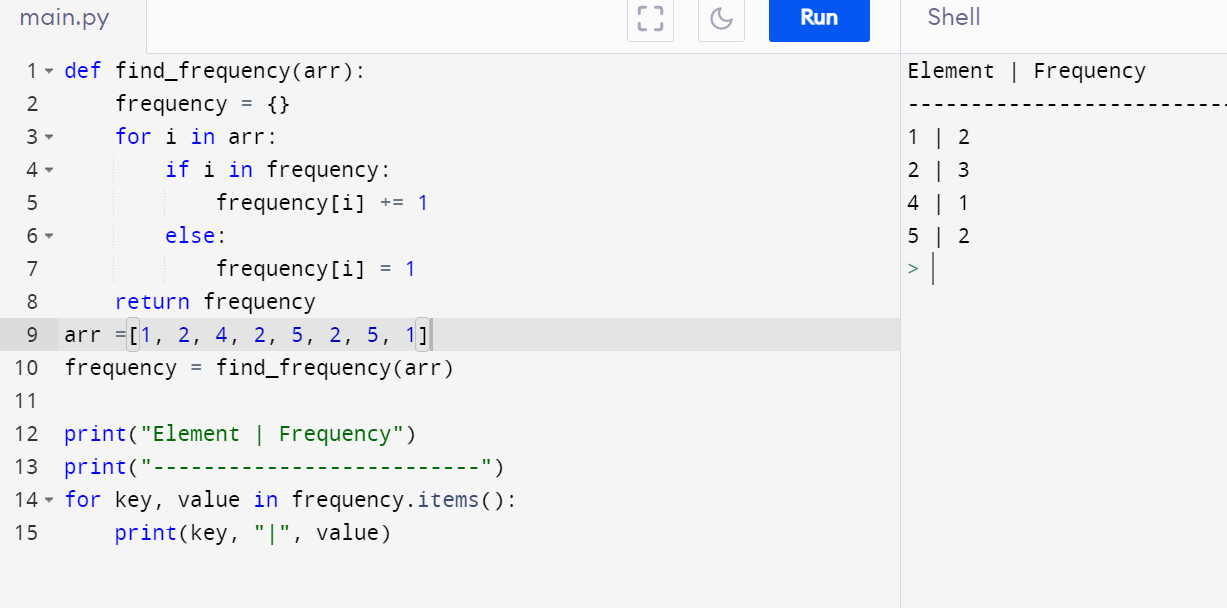 main.py
Run
Shell
1 def find_frequency(arr):
2     frequency = {}
3     for i in arr:
4         if i in frequency:
5             frequency[i] += 1
6         else:
7             frequency[i] = 1
8     return frequency
9 arr =[1, 2, 4, 2, 5, 2, 5, 1]
10 frequency = find_frequency(arr)
11
12 print("Element | Frequency")
13 print("--------------------------")
14 for key, value in frequency.items():
15     print(key, "|", value)
Element | Frequency
--------------------------
1 | 2
2 | 3
4 | 1
5 | 2
>